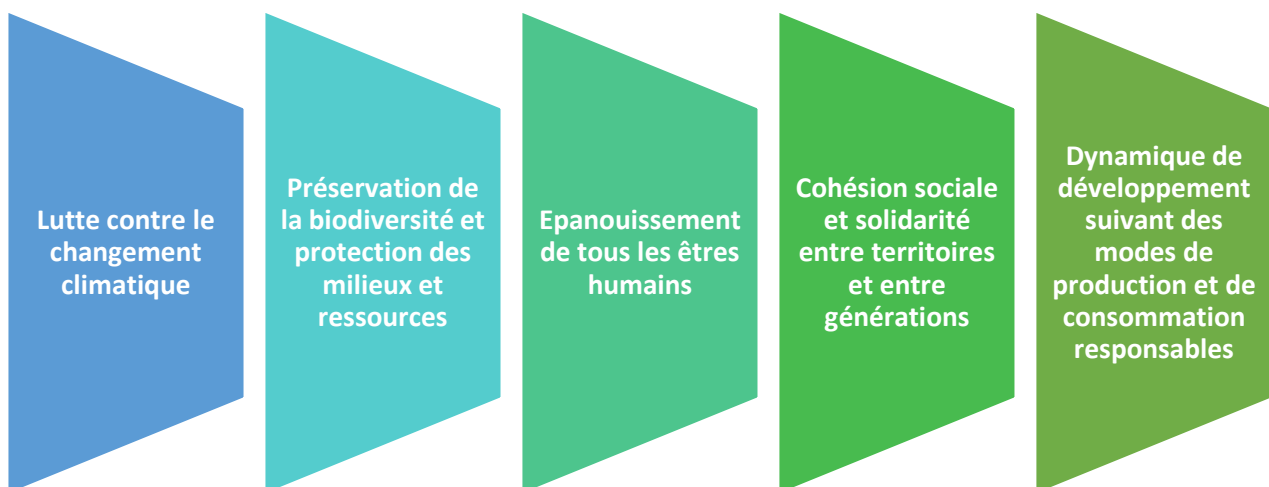 Lutte contre le
changement
climatique
Préservation de
la biodiversité et
protection des
milieux et
ressources
Epanouissement
de tous les êtres
humains
Cohésion sociale
et solidarité
entre territoires
et entre
générations
Dynamique de
développement
suivant des
modes de
production et de
consommation
responsables